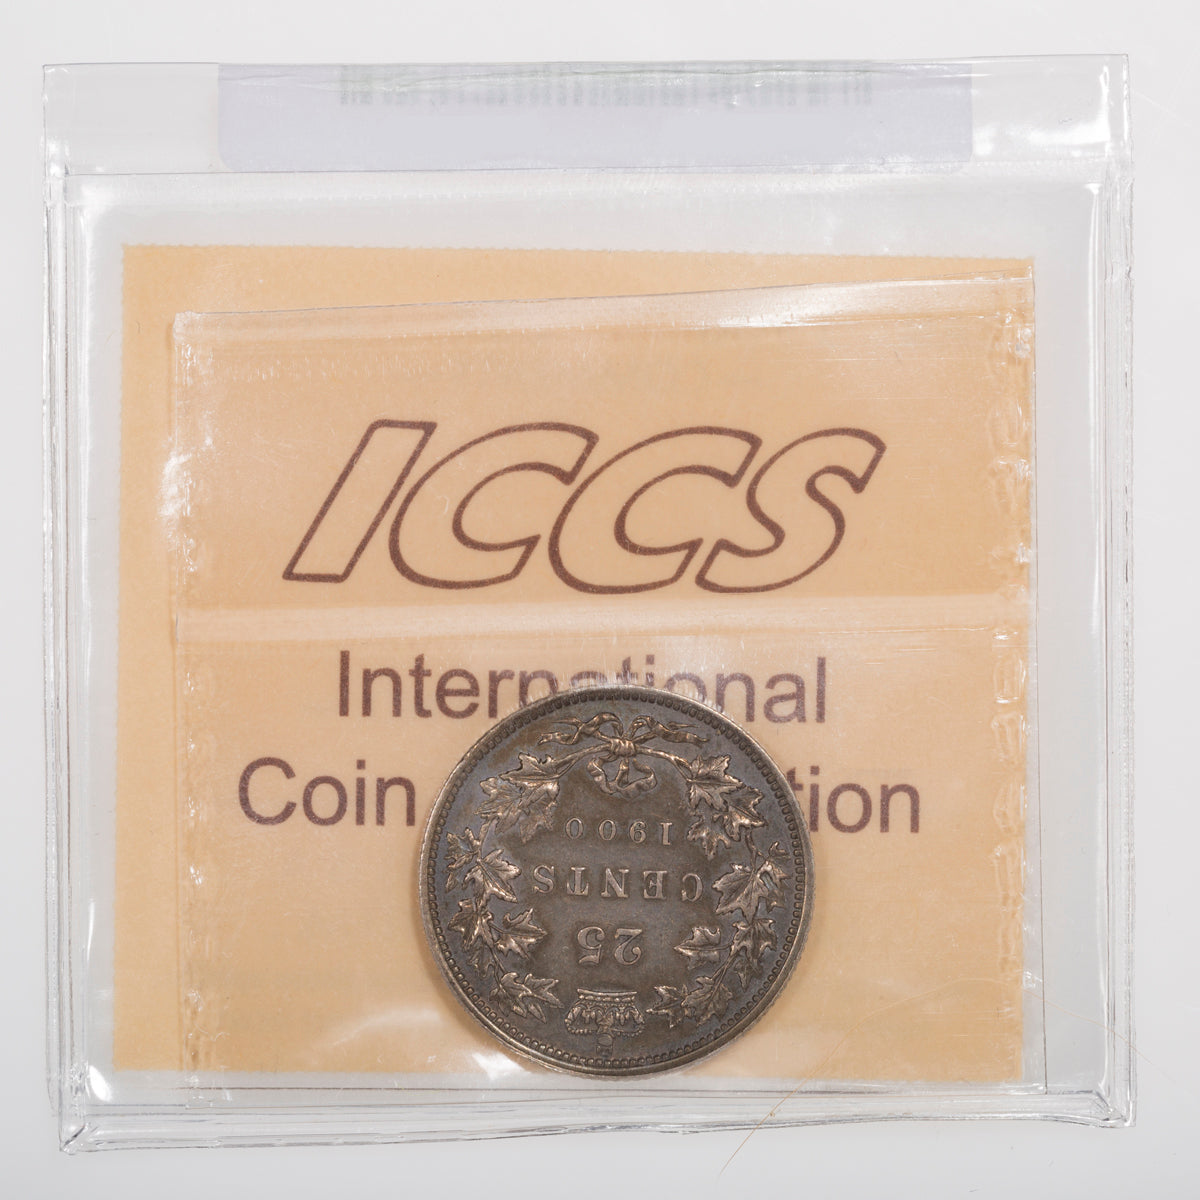 ICCS
International
Coin tion
25
CENTS
1900